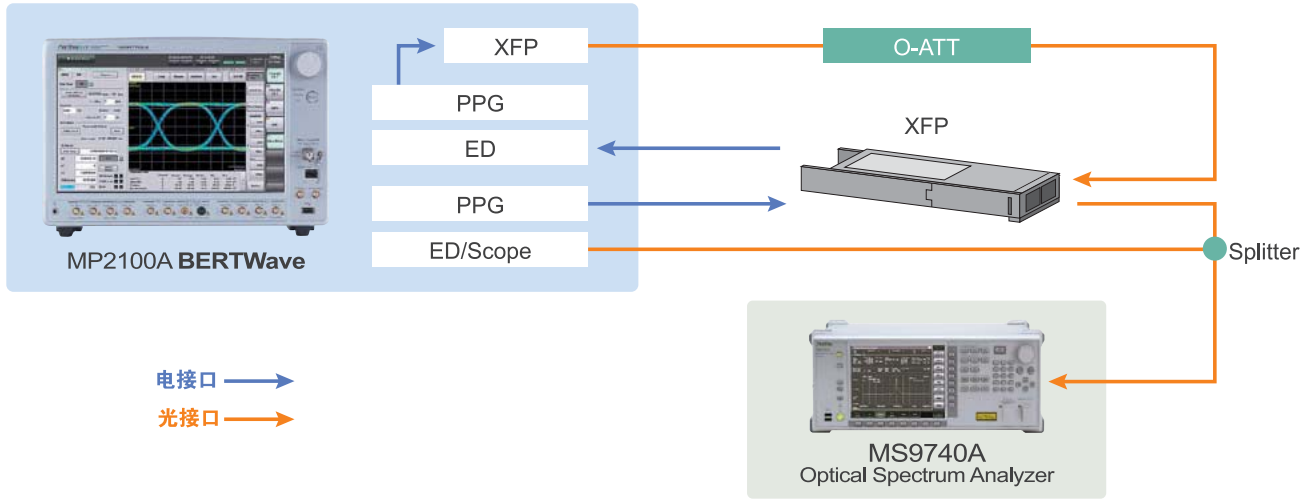 XFP
O-ATT
PPG
XFP
ED
PPG
ED/Scope
MP2100A BERTWave
Splitter
电接口
光接口
MS9740A
Optical Spectrum Analyzer